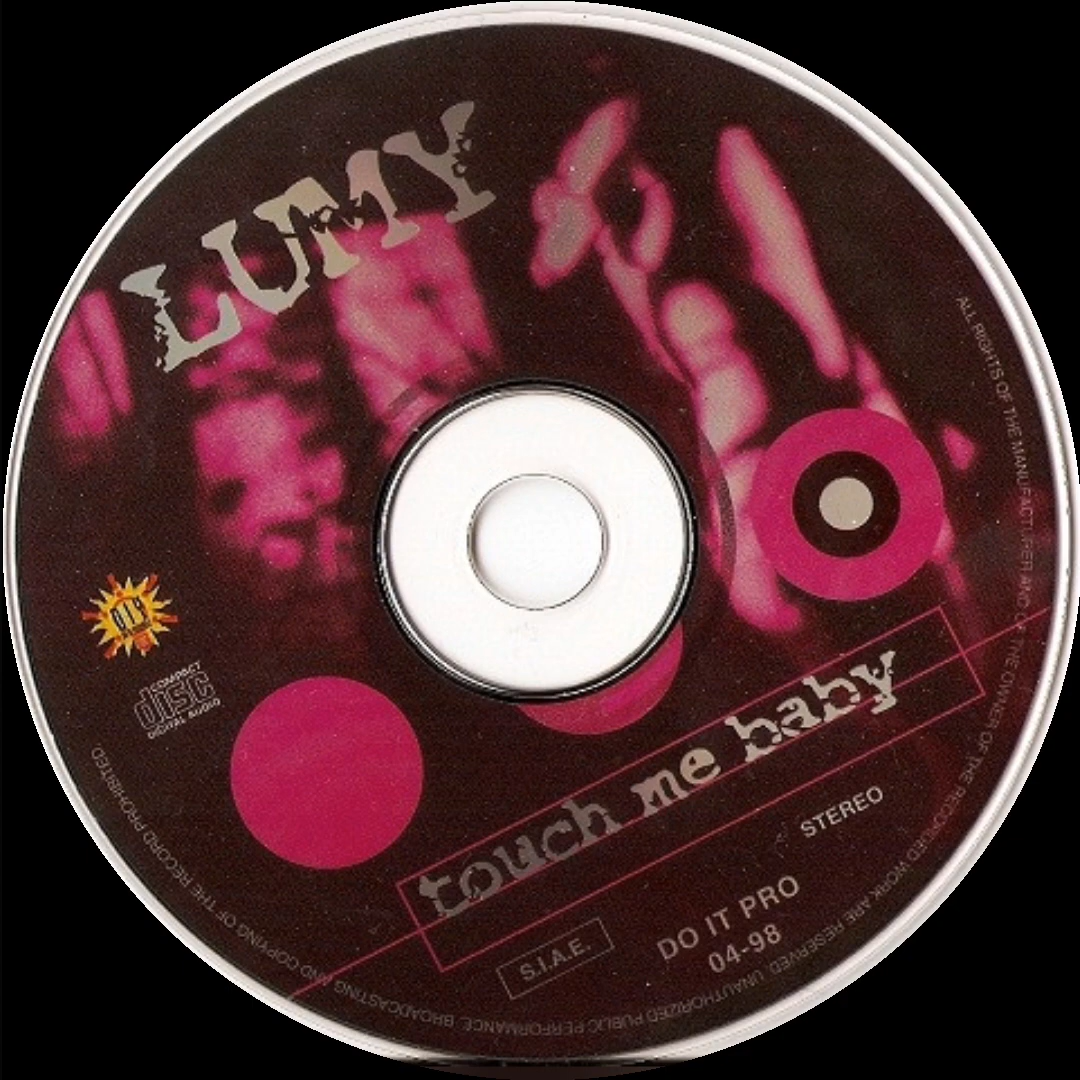 LUMY
COMPACT
disc
DIGITAL AUDIO
touch me baby
STEREO
S.I.A.E.
DO IT PRO
04-98
ALL RIGHTS OF THE MANUFACTURER AND OF THE OWNER OF THE RECORDED WORK ARE RESERVED. UNAUTHORIZED PUBLIC PERFORMANCE, BROADCASTING AND COPYING OF THE RECORD PROHIBITED.